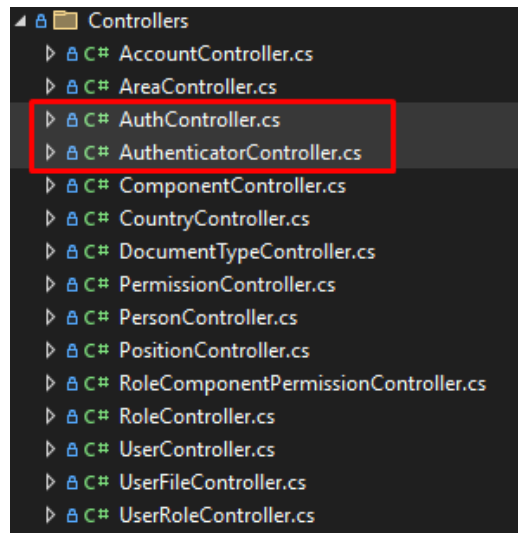 Controllers
C# AccountController.cs
C# AreaController.cs
C# AuthController.cs
C# AuthenticatorController.cs
C# ComponentController.cs
C# CountryController.cs
C# DocumentTypeController.cs
C# PermissionController.cs
C# PersonController.cs
C# PositionController.cs
C# RoleComponentPermissionController.cs
C# RoleController.cs
C# UserController.cs
C# UserFileController.cs
C# UserRoleController.cs